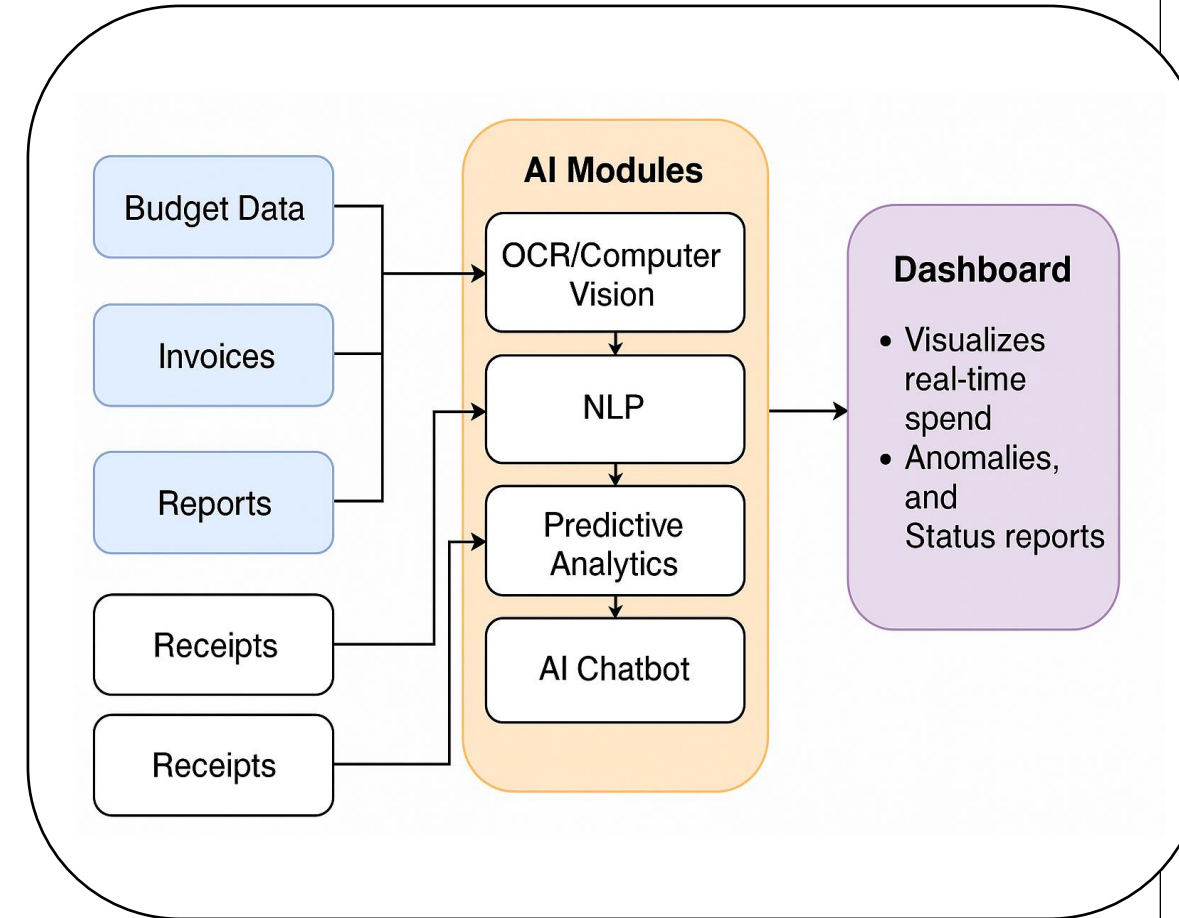 Budget Data
Invoices
Reports
Receipts
Receipts
AI Modules
OCR/Computer
Vision
NLP
Predictive
Analytics
AI Chatbot
Dashboard
• Visualizes
real-time
spend
• Anomalies,
and
Status reports